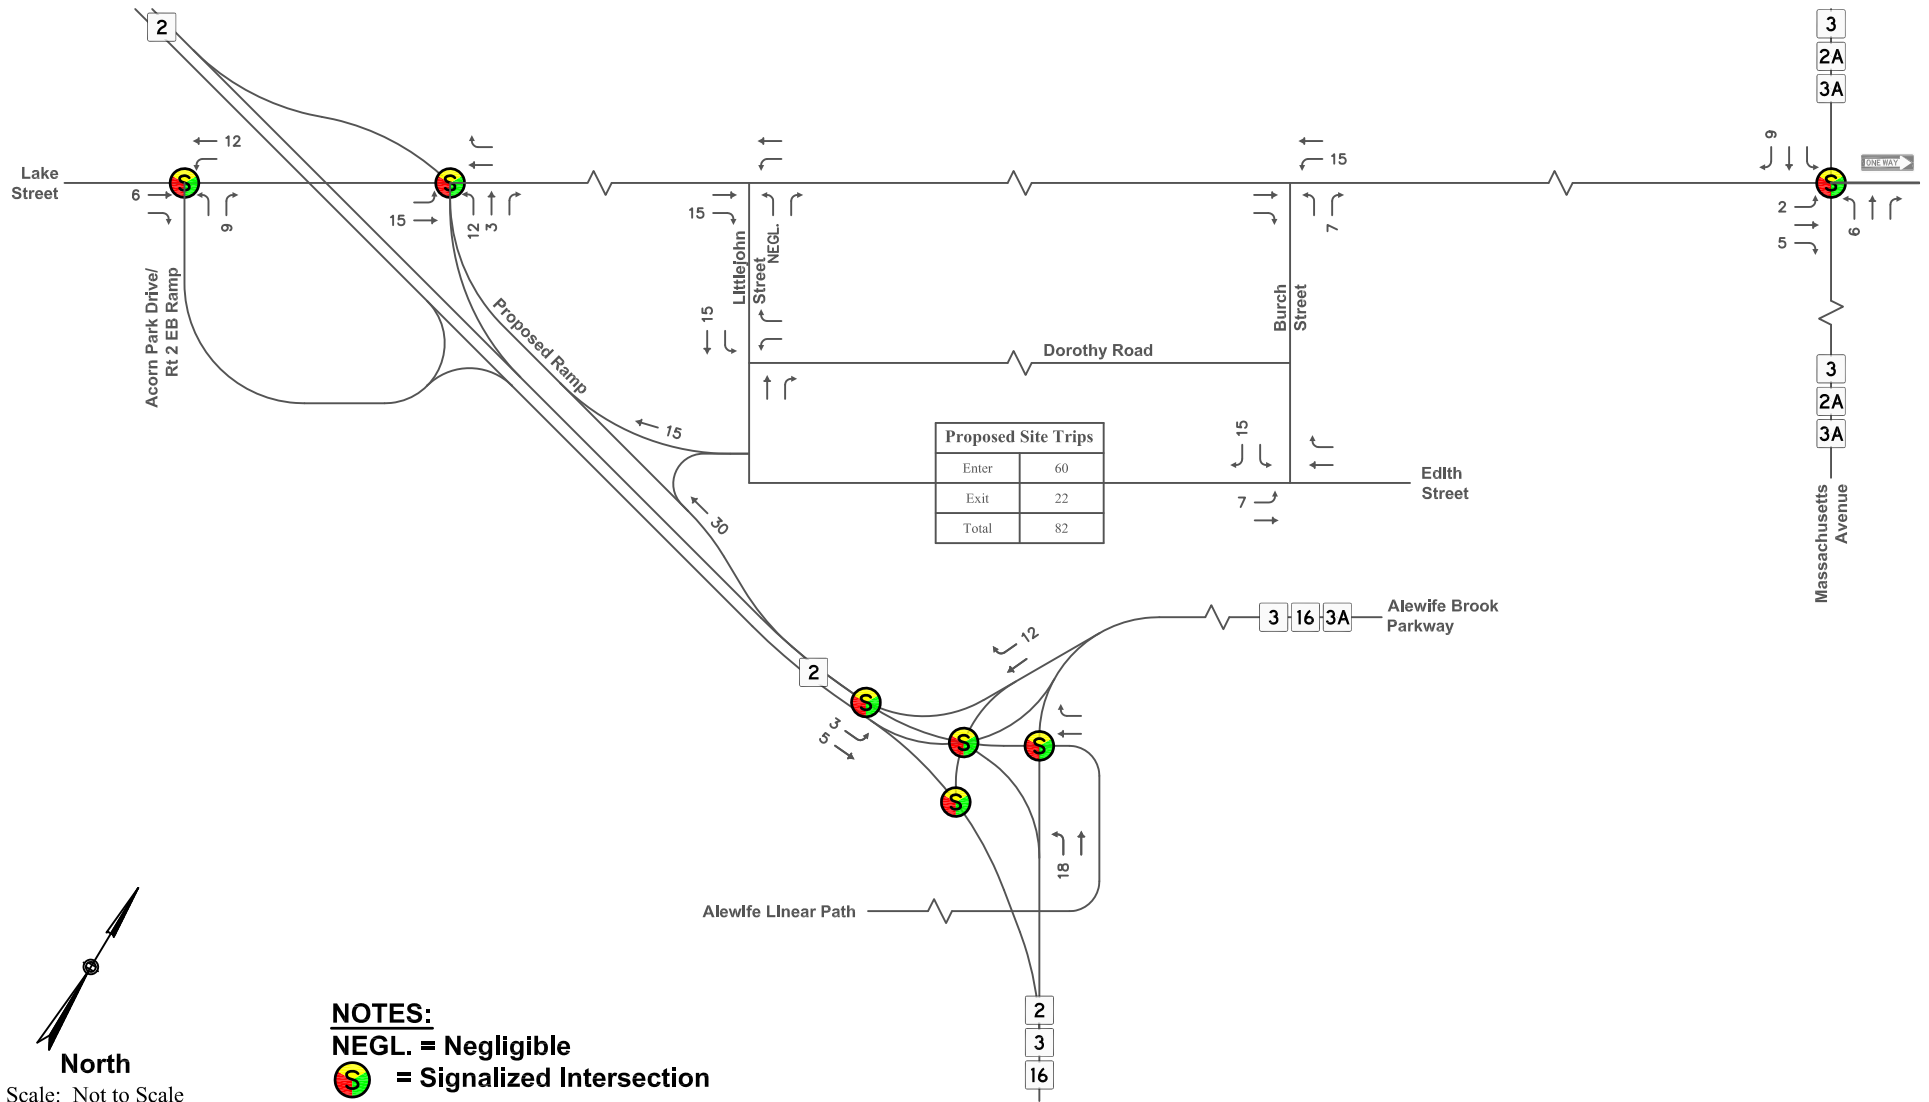 2
3
2A
3A
ONE WAY
Lake
Street
12
6
9
15
12
3
15
NEGL.
15
7
9
2
5
6
Acorn Park Drive/
Rt 2 EB Ramp
Proposed Ramp
Littlejohn
Street
15
Burch
Street
Dorothy Road
3
2A
3A
Massachusetts
Avenue
15
30
Proposed Site Trips
Enter 60
Exit 22
Total 82
15
7
Edith
Street
12
3 16 3A
Alewife Brook
Parkway
2
3
5
S
S
S
S
S
S
S
18
Alewife Linear Path
2
3
16
North
Scale: Not to Scale
NOTES:
NEGL. = Negligible
S = Signalized Intersection